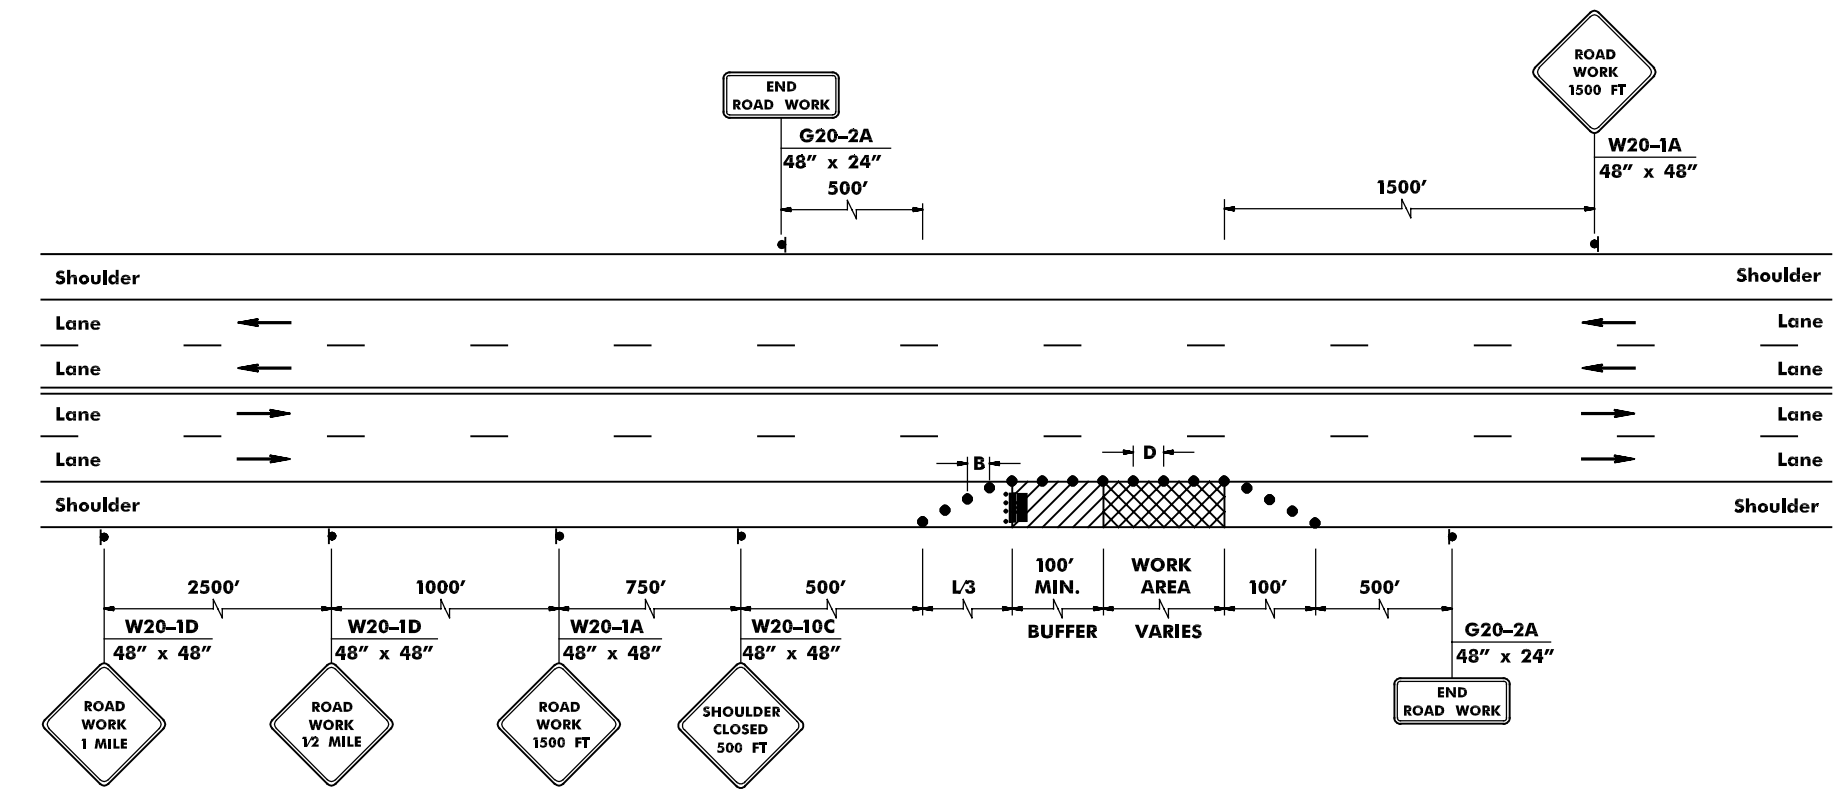 ROAD
WORK
1500 FT
END
ROAD WORK
G20–2A
48” x 24”
500’
W20–1A
48” x 48”
1500’
Shoulder
Shoulder
Lane
Lane
Lane
Lane
Lane
Lane
Lane
Lane
B
D
Shoulder
Shoulder
2500’
1000’
750’
500’
L/3
100’
MIN.
BUFFER
WORK
AREA
VARIES
100’
500’
W20–1D
48” x 48”
W20–1D
48” x 48”
W20–1A
48” x 48”
W20–10C
48” x 48”
G20–2A
48” x 24”
ROAD
WORK
1 MILE
ROAD
WORK
1/2 MILE
ROAD
WORK
1500 FT
SHOULDER
CLOSED
500 FT
END
ROAD WORK